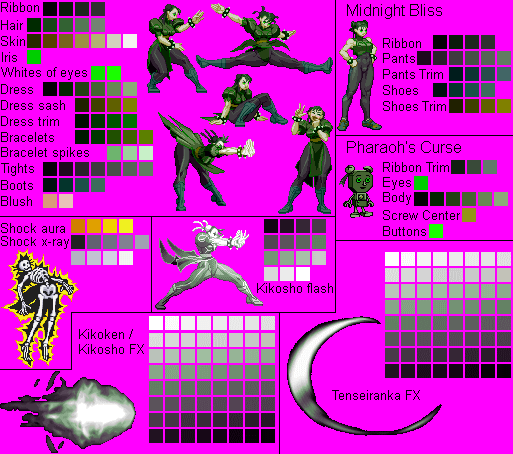 Ribbon
Hair
Skin
Iris
Whites of eyes
Dress
Dress sash
Dress trim
Bracelets
Bracelet spikes
Tights
Boots
Blush
Midnight Bliss
Ribbon
Pants
Pants Trim
Shoes
Shoes Trim
Pharaoh's Curse
Ribbon Trim
Eyes
Body
Screw Center
Buttons
Shock aura
Shock x-ray
Kikosho flash
Kikoken /
Kikosho FX
Tenseiranka FX